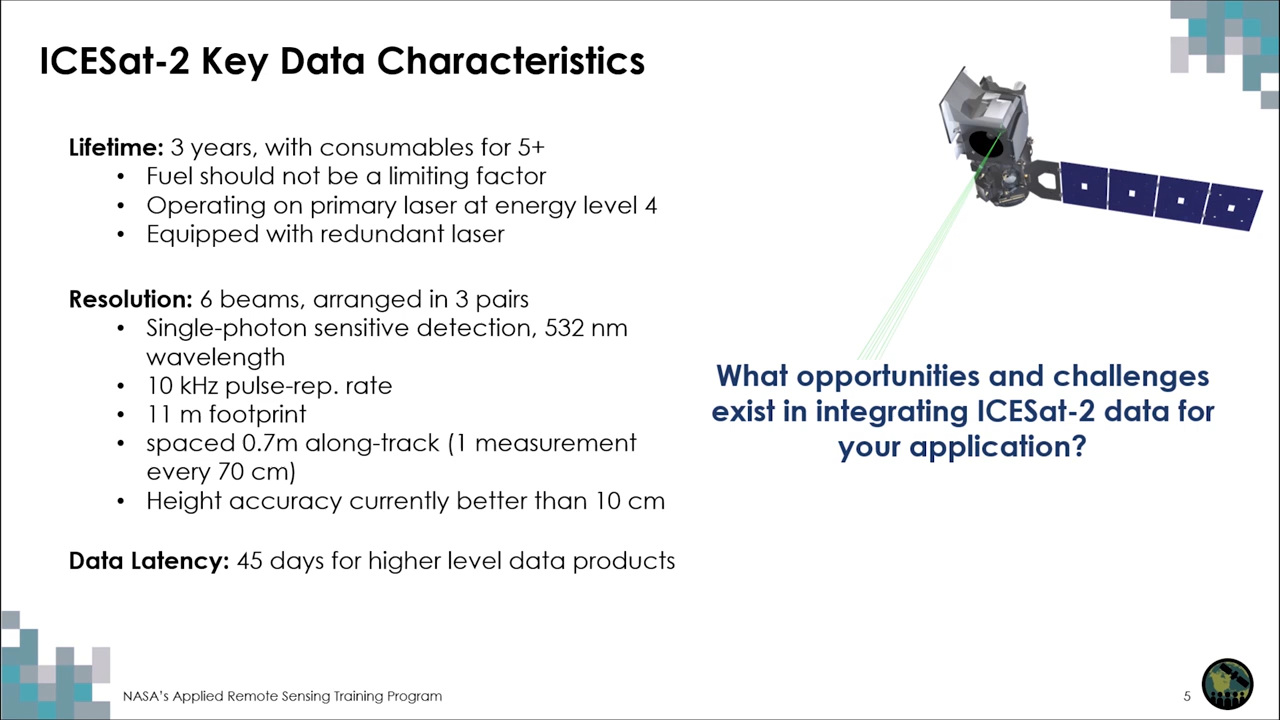 ICESat-2 Key Data Characteristics
Lifetime: 3 years, with consumables for 5+
• Fuel should not be a limiting factor
• Operating on primary laser at energy level 4
• Equipped with redundant laser
Resolution: 6 beams, arranged in 3 pairs
• Single-photon sensitive detection, 532 nm
wavelength
• 10 kHz pulse-rep. rate
• 11 m footprint
• spaced 0.7m along-track (1 measurement
every 70 cm)
• Height accuracy currently better than 10 cm
Data Latency: 45 days for higher level data products
What opportunities and challenges
exist in integrating ICESat-2 data for
your application?
NASA's Applied Remote Sensing Training Program
5